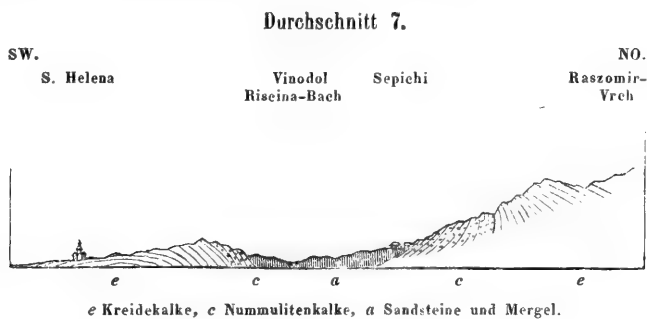 Durchschnitt 7.
SW. NO.
S. Helena Vinodol Sepichi Raszomir-
Riscina-Bach Vrch
e c a c e
e Kreidekalke, c Nummulitenkalke, a Sandsteine und Mergel.